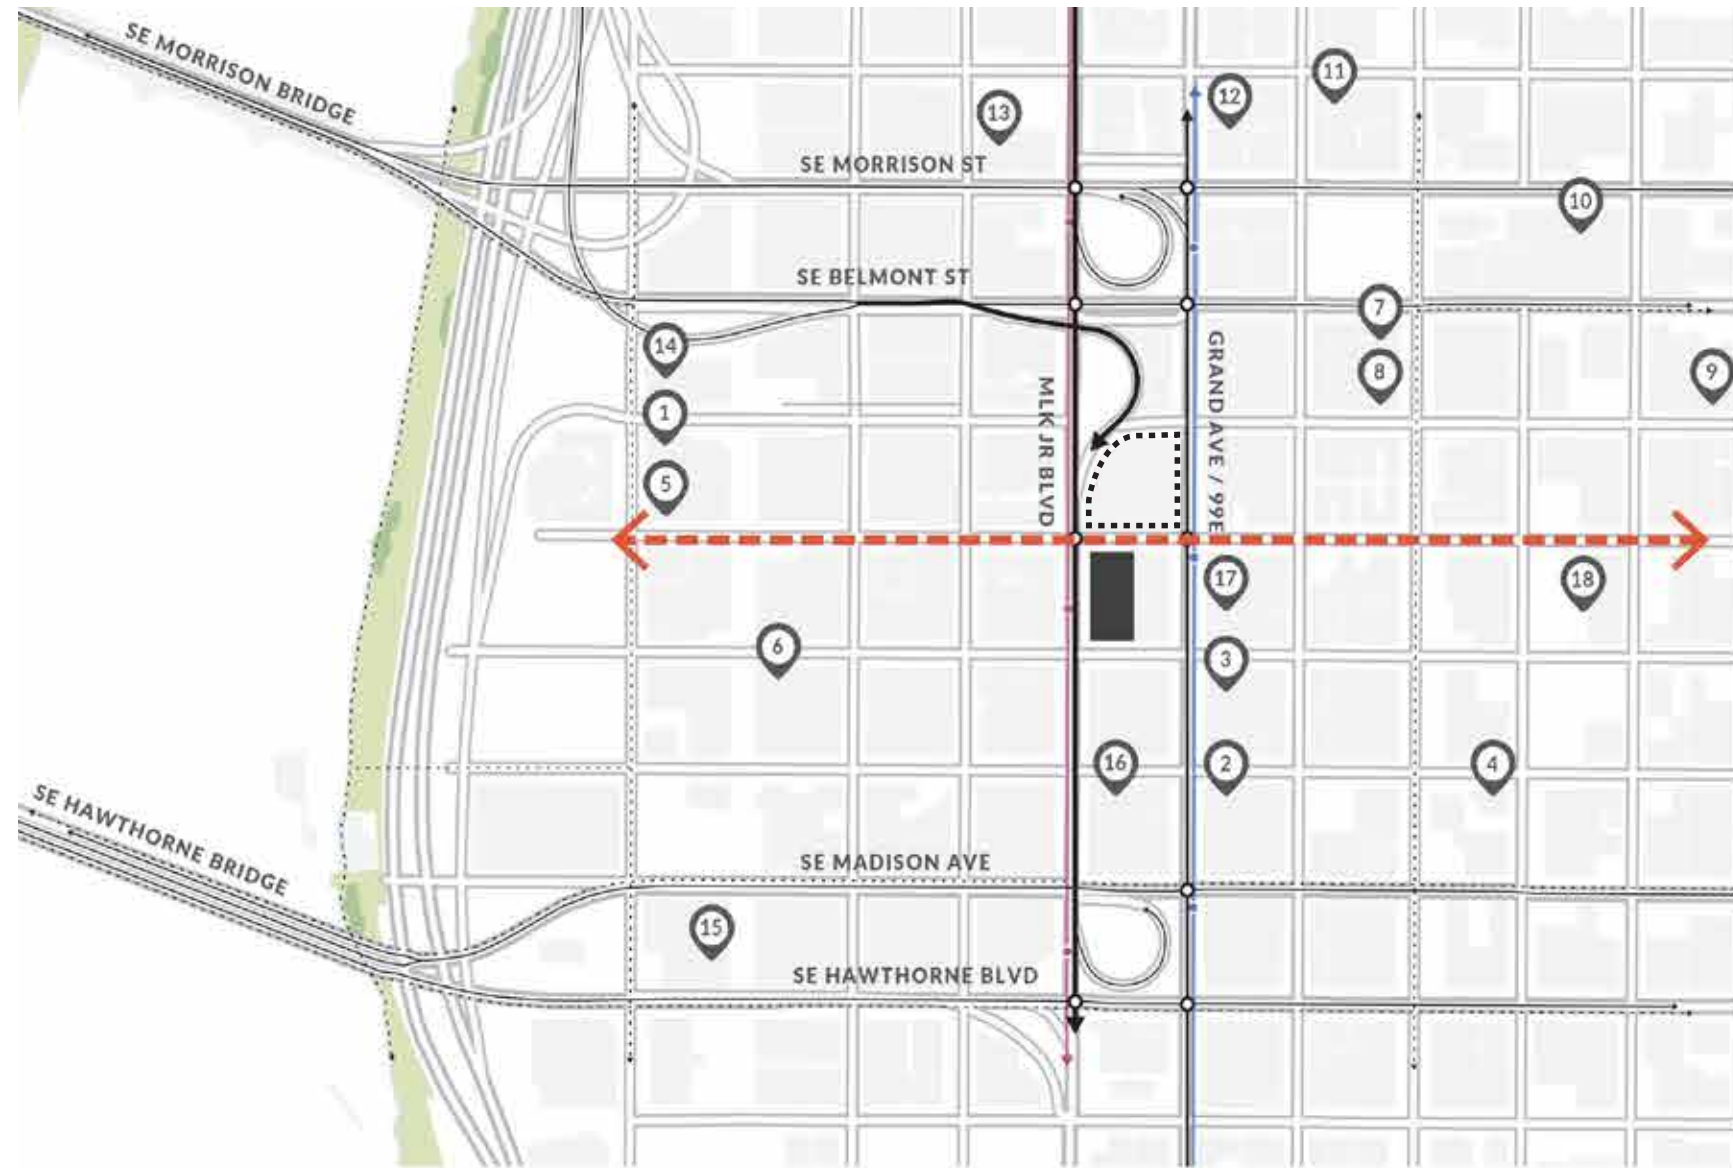 SE MORRISON BRIDGE
11
12
13
SE MORRISON ST
10
SE BELMONT ST
7
14
GRAND AVE / 99E
8
9
MLK JR BLVD
1
5
17
18
6
3
16
2
4
SE HAWTHORNE BRIDGE
SE MADISON AVE
15
SE HAWTHORNE BLVD